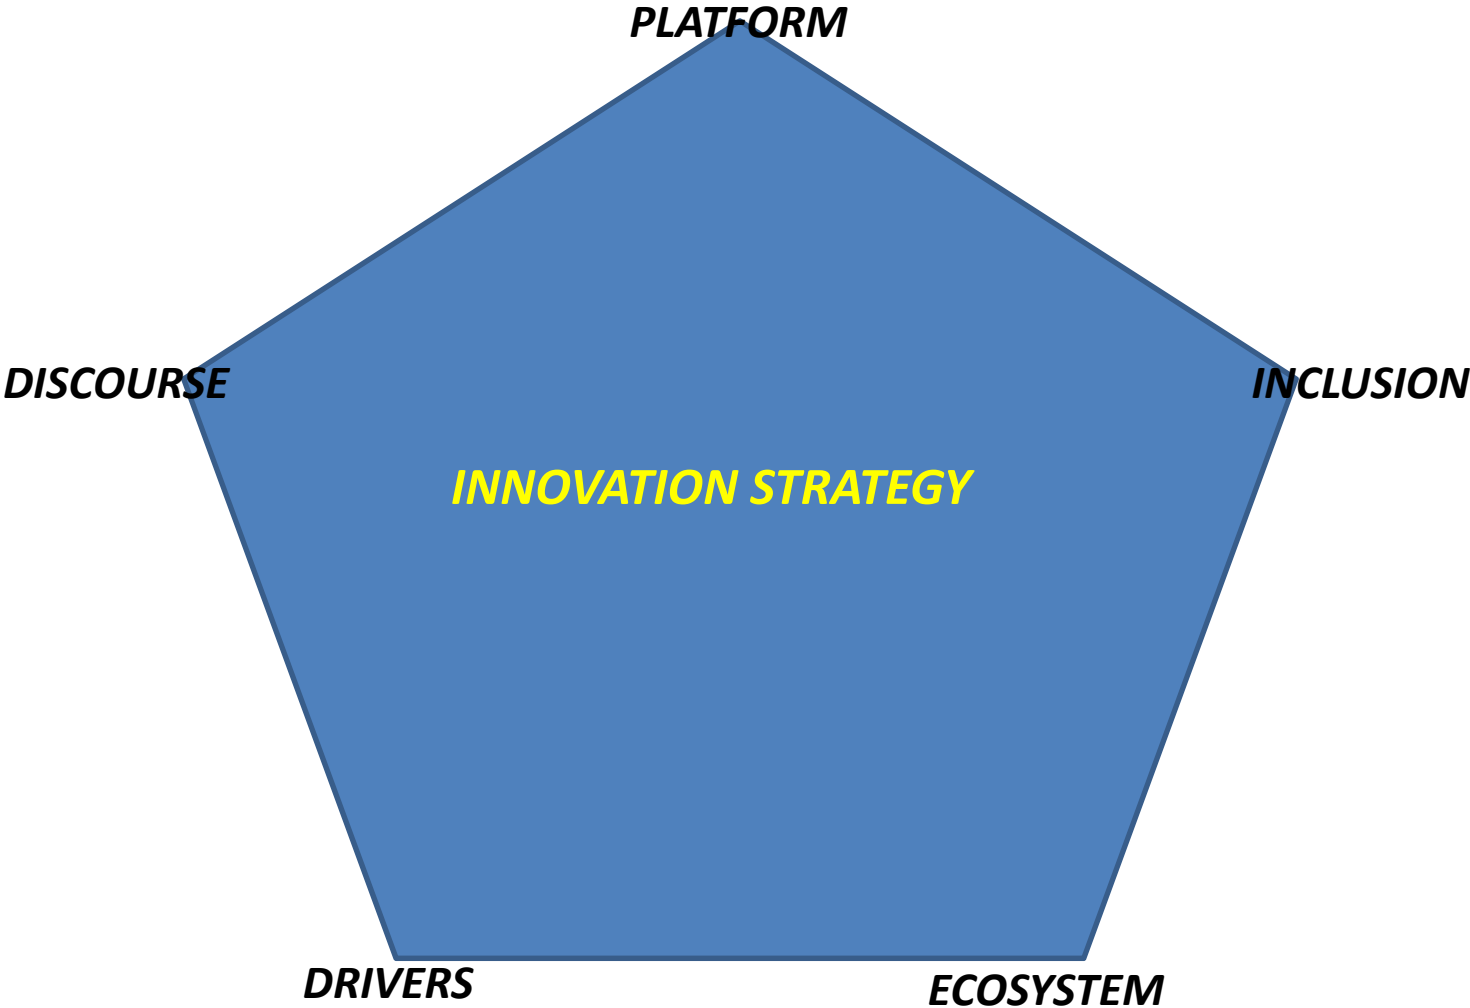 PLATFORM
DISCOURSE
INCLUSION
INNOVATION STRATEGY
DRIVERS
ECOSYSTEM